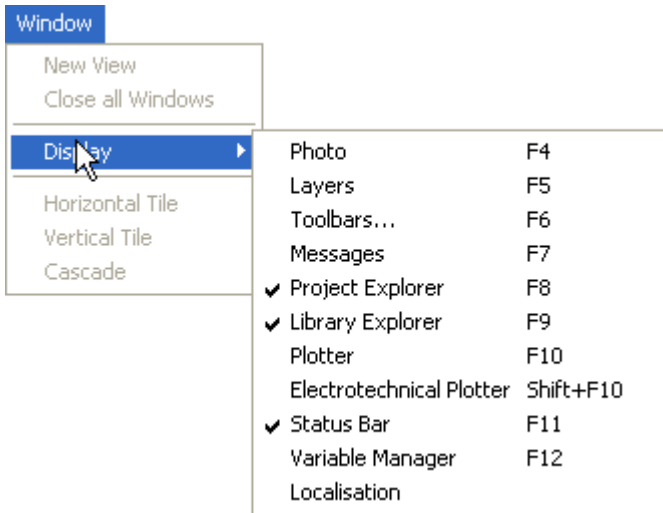 Window
New View
Close all Windows
Display
Horizontal Tile
Vertical Tile
Cascade
Photo F4
Layers F5
Toolbars... F6
Messages F7
Project Explorer F8
Library Explorer F9
Plotter F10
Electrotechnical Plotter Shift+F10
Status Bar F11
Variable Manager F12
Localisation